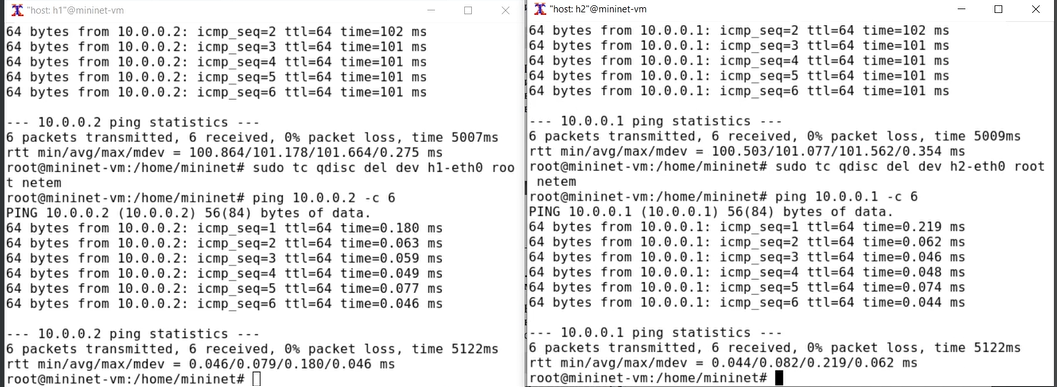 "host: h1"@mininet-vm
64 bytes from 10.0.0.2: icmp_seq=2 ttl=64 time=102 ms
64 bytes from 10.0.0.2: icmp_seq=3 ttl=64 time=101 ms
64 bytes from 10.0.0.2: icmp_seq=4 ttl=64 time=101 ms
64 bytes from 10.0.0.2: icmp_seq=5 ttl=64 time=101 ms
64 bytes from 10.0.0.2: icmp_seq=6 ttl=64 time=101 ms
--- 10.0.0.2 ping statistics ---
6 packets transmitted, 6 received, 0% packet loss, time 5007ms
rtt min/avg/max/mdev = 100.864/101.178/101.664/0.275 ms
root@mininet-vm:/home/mininet# sudo tc qdisc del dev h1-eth0 roo
t netem
root@mininet-vm:/home/mininet# ping 10.0.0.2 -c 6
PING 10.0.0.2 (10.0.0.2) 56(84) bytes of data.
64 bytes from 10.0.0.2: icmp_seq=1 ttl=64 time=0.180 ms
64 bytes from 10.0.0.2: icmp_seq=2 ttl=64 time=0.063 ms
64 bytes from 10.0.0.2: icmp_seq=3 ttl=64 time=0.059 ms
64 bytes from 10.0.0.2: icmp_seq=4 ttl=64 time=0.049 ms
64 bytes from 10.0.0.2: icmp_seq=5 ttl=64 time=0.077 ms
64 bytes from 10.0.0.2: icmp_seq=6 ttl=64 time=0.046 ms
--- 10.0.0.2 ping statistics ---
6 packets transmitted, 6 received, 0% packet loss, time 5122ms
rtt min/avg/max/mdev = 0.046/0.079/0.180/0.046 ms
root@mininet-vm:/home/mininet#
"host: h2"@mininet-vm
64 bytes from 10.0.0.1: icmp_seq=2 ttl=64 time=102 ms
64 bytes from 10.0.0.1: icmp_seq=3 ttl=64 time=101 ms
64 bytes from 10.0.0.1: icmp_seq=4 ttl=64 time=101 ms
64 bytes from 10.0.0.1: icmp_seq=5 ttl=64 time=101 ms
64 bytes from 10.0.0.1: icmp_seq=6 ttl=64 time=101 ms
--- 10.0.0.1 ping statistics ---
6 packets transmitted, 6 received, 0% packet loss, time 5009ms
rtt min/avg/max/mdev = 100.503/101.077/101.562/0.354 ms
root@mininet-vm:/home/mininet# sudo tc qdisc del dev h2-eth0 root
netem
root@mininet-vm:/home/mininet# ping 10.0.0.1 -c 6
PING 10.0.0.1 (10.0.0.1) 56(84) bytes of data.
64 bytes from 10.0.0.1: icmp_seq=1 ttl=64 time=0.219 ms
64 bytes from 10.0.0.1: icmp_seq=2 ttl=64 time=0.062 ms
64 bytes from 10.0.0.1: icmp_seq=3 ttl=64 time=0.046 ms
64 bytes from 10.0.0.1: icmp_seq=4 ttl=64 time=0.048 ms
64 bytes from 10.0.0.1: icmp_seq=5 ttl=64 time=0.074 ms
64 bytes from 10.0.0.1: icmp_seq=6 ttl=64 time=0.044 ms
--- 10.0.0.1 ping statistics ---
6 packets transmitted, 6 received, 0% packet loss, time 5122ms
rtt min/avg/max/mdev = 0.044/0.082/0.219/0.062 ms
root@mininet-vm:/home/mininet#